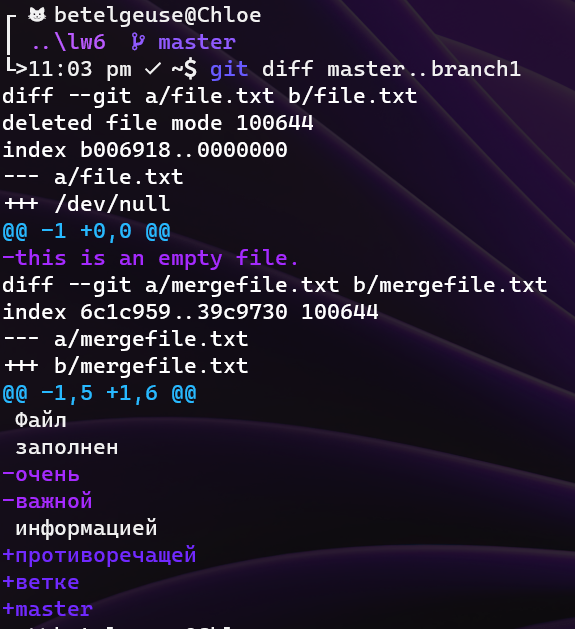 betelgeuse@Chloe
..\lw6 master
>11:03 pm ✓ ~$ git diff master..branch1
diff --git a/file.txt b/file.txt
deleted file mode 100644
index b006918..0000000
--- a/file.txt
+++ /dev/null
@@ -1 +0,0 @@
-this is an empty file.
diff --git a/mergefile.txt b/mergefile.txt
index 6c1c959..39c9730 100644
--- a/mergefile.txt
+++ b/mergefile.txt
@@ -1,5 +1,6 @@
Файл
заполнен
-очень
-важной
информацией
+противоречащей
+ветке
+master